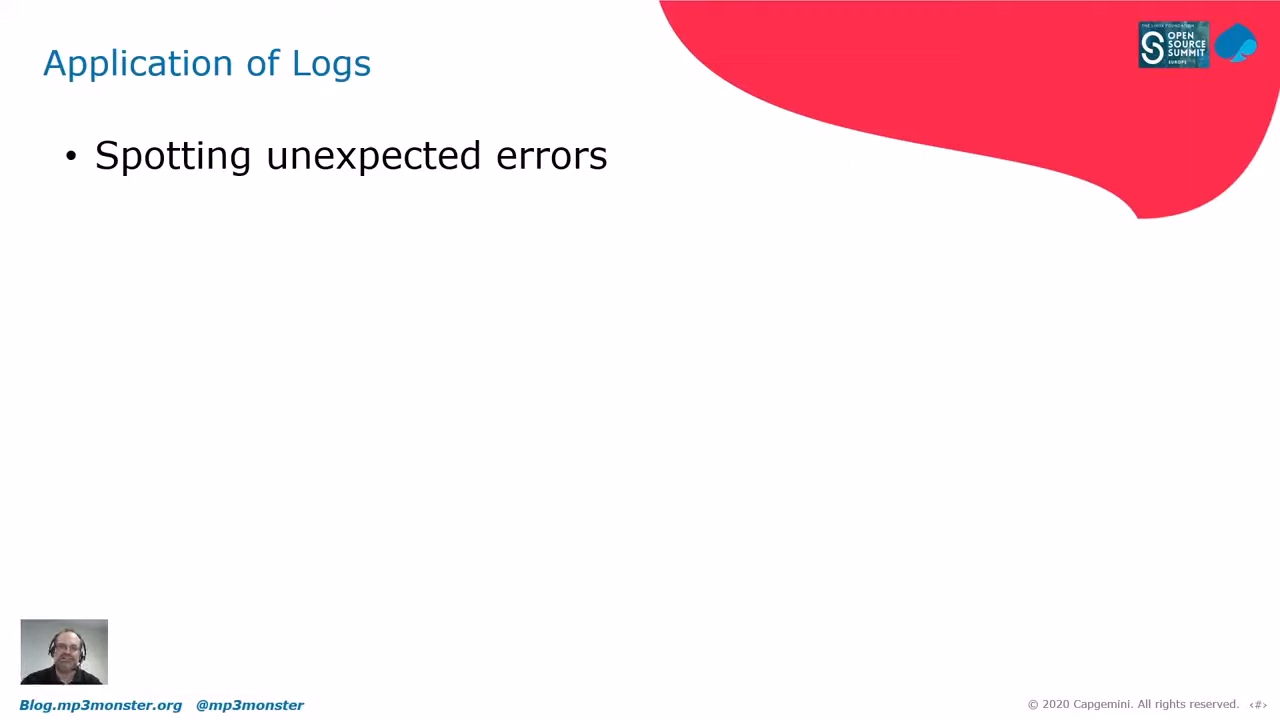 Application of Logs
THE LINUX FOUNDATION
OPEN
SOURCE
SUMMIT
EUROPE
• Spotting unexpected errors
Blog.mp3monster.org @mp3monster
© 2020 Capgemini. All rights reserved. ‹#›